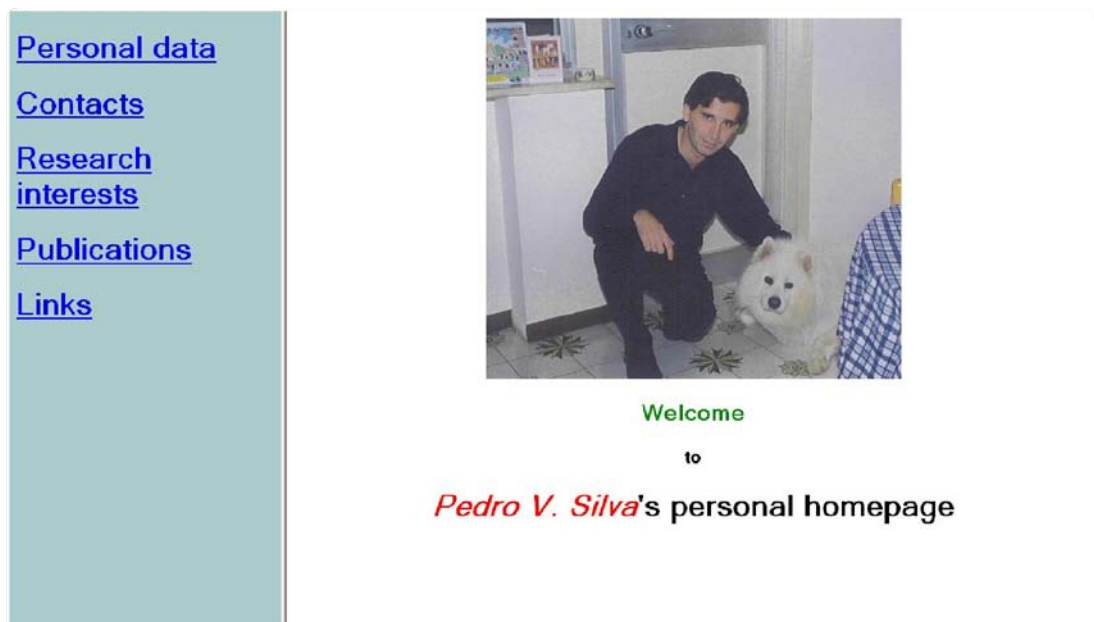 Personal data
Contacts
Research
interests
Publications
Links
Welcome
to
Pedro V. Silva's personal homepage